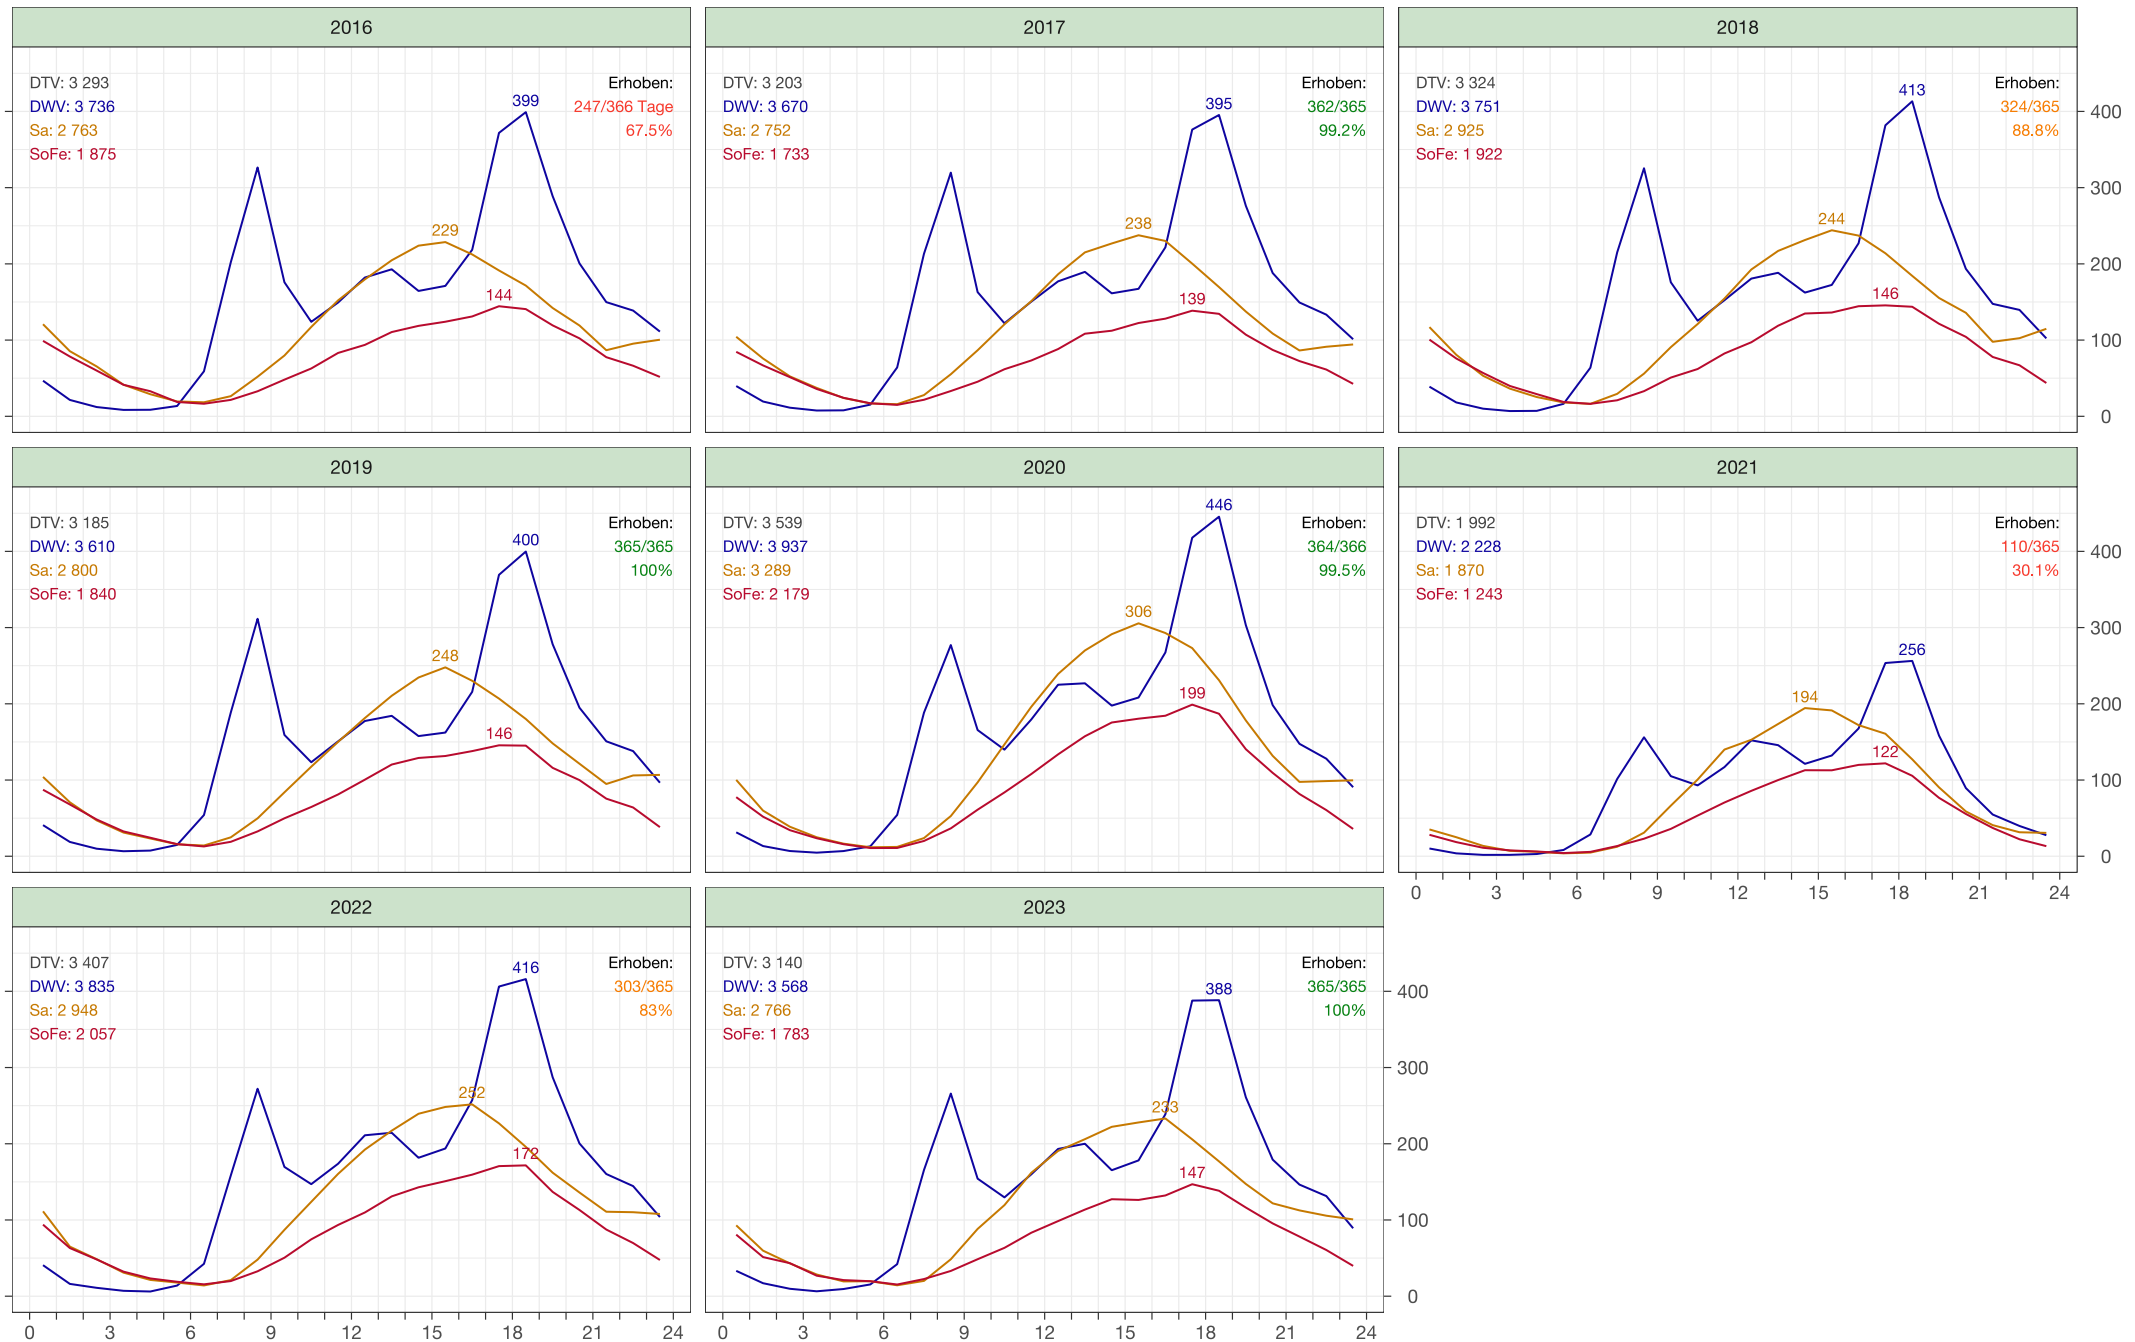 2016
DTV: 3 293
DWV: 3 736
Sa: 2 763
SoFe: 1 875
Erhoben:
247/366 Tage
67.5%
399
229
144
2017
DTV: 3 203
DWV: 3 670
Sa: 2 752
SoFe: 1 733
Erhoben:
362/365
99.2%
395
238
139
2018
DTV: 3 324
DWV: 3 751
Sa: 2 925
SoFe: 1 922
Erhoben:
324/365
88.8%
413
244
146
400
300
200
100
0
2019
DTV: 3 185
DWV: 3 610
Sa: 2 800
SoFe: 1 840
Erhoben:
365/365
100%
400
248
146
2020
DTV: 3 539
DWV: 3 937
Sa: 3 289
SoFe: 2 179
Erhoben:
364/366
99.5%
446
306
199
2021
DTV: 1 992
DWV: 2 228
Sa: 1 870
SoFe: 1 243
Erhoben:
110/365
30.1%
256
194
122
400
300
200
100
0
0 3 6 9 12 15 18 21 24
2022
DTV: 3 407
DWV: 3 835
Sa: 2 948
SoFe: 2 057
Erhoben:
303/365
83%
416
252
172
0 3 6 9 12 15 18 21 24
2023
DTV: 3 140
DWV: 3 568
Sa: 2 766
SoFe: 1 783
Erhoben:
365/365
100%
388
233
147
400
300
200
100
0
0 3 6 9 12 15 18 21 24